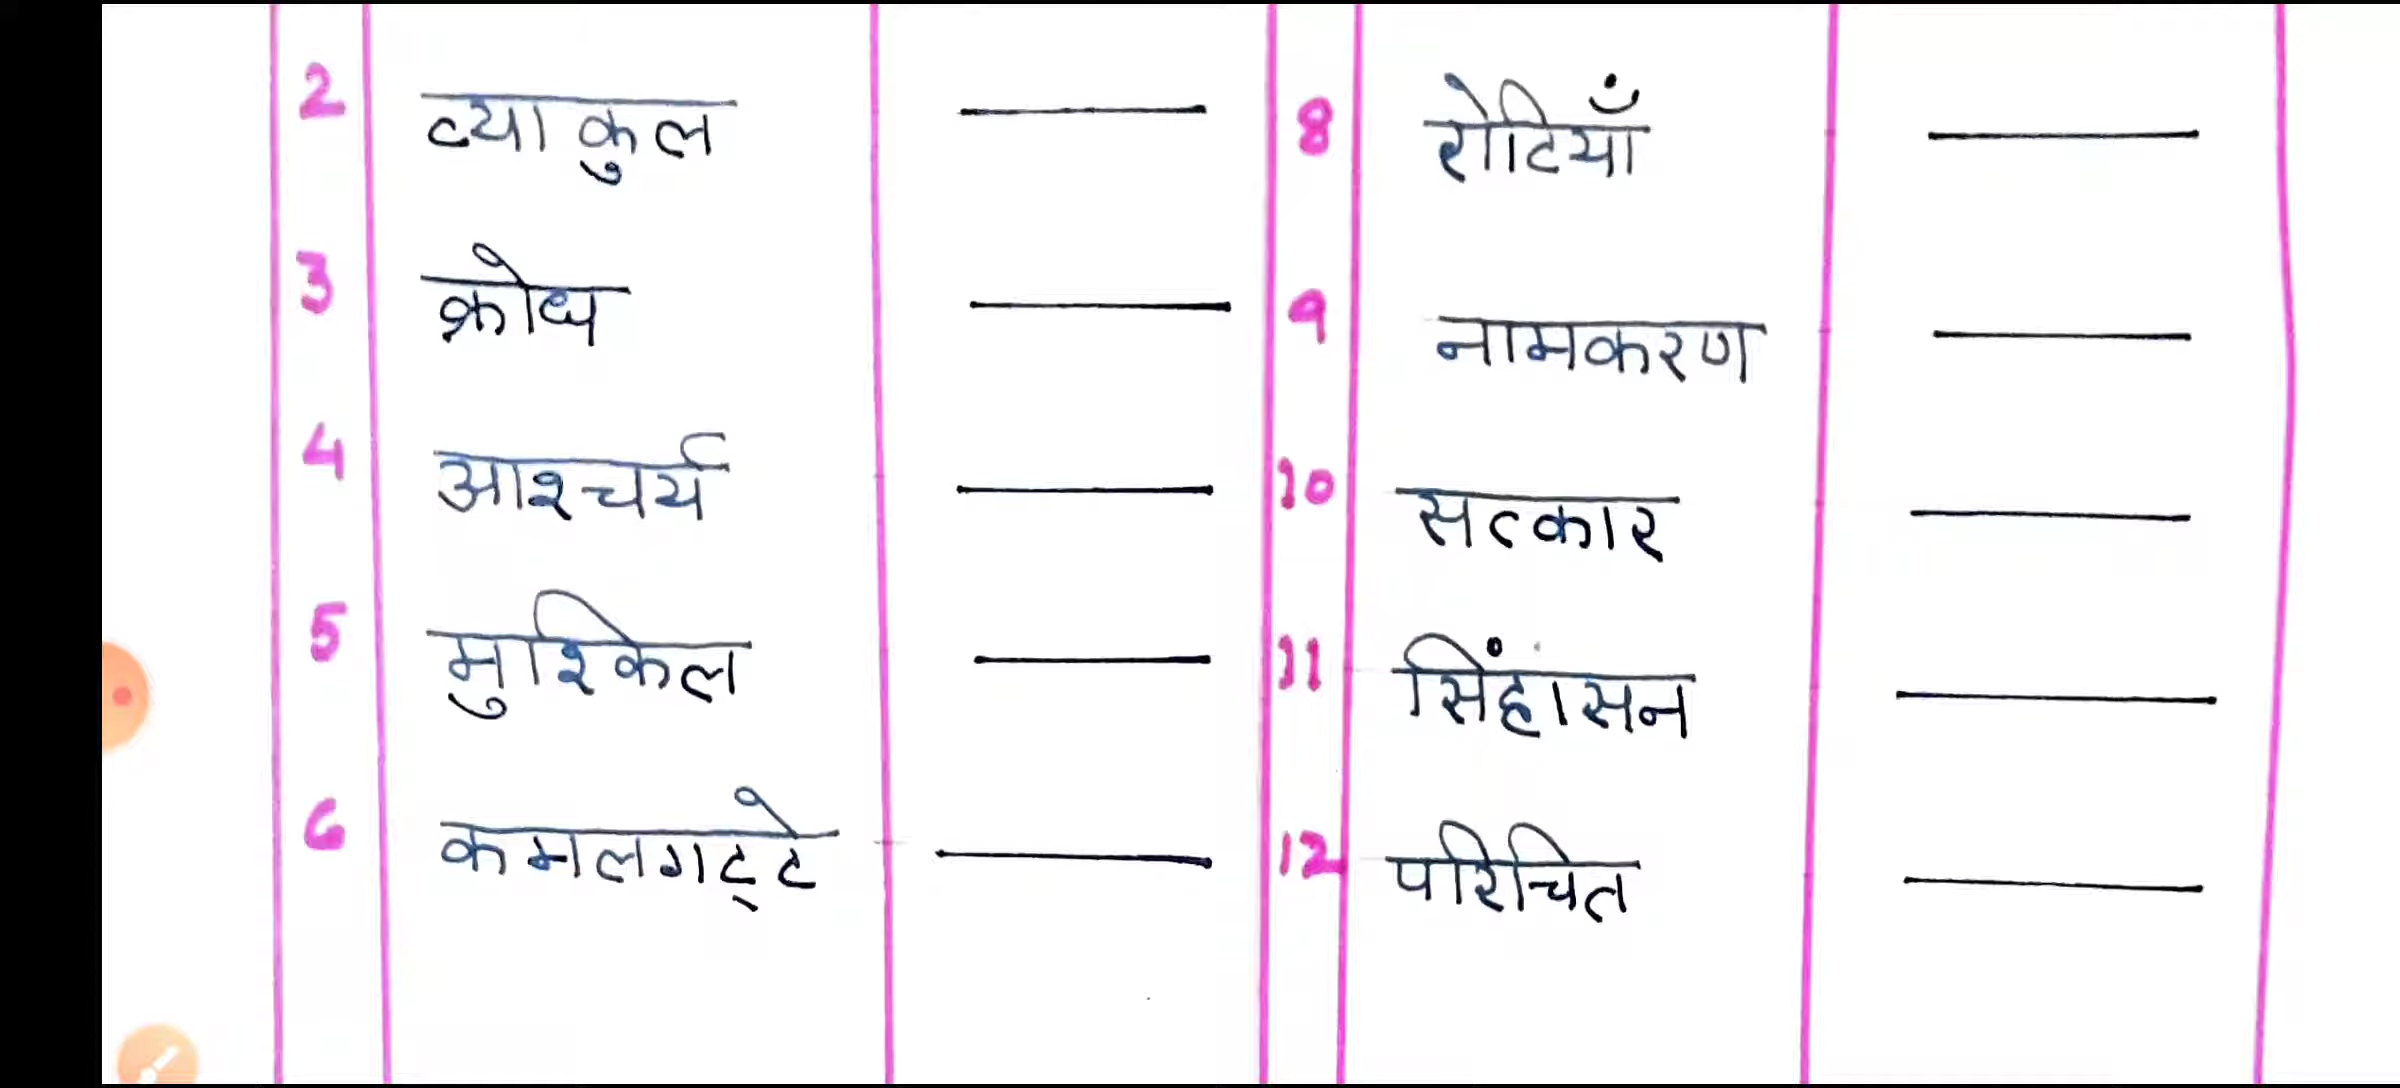 2 व्याकुल
3 क्रोध
4 आश्चर्य
5 मुश्किल
6 कमलगट्टे
8 रोटियाँ
9 नामकरण
10 सत्कार
11 सिंहासन
12 परिचित